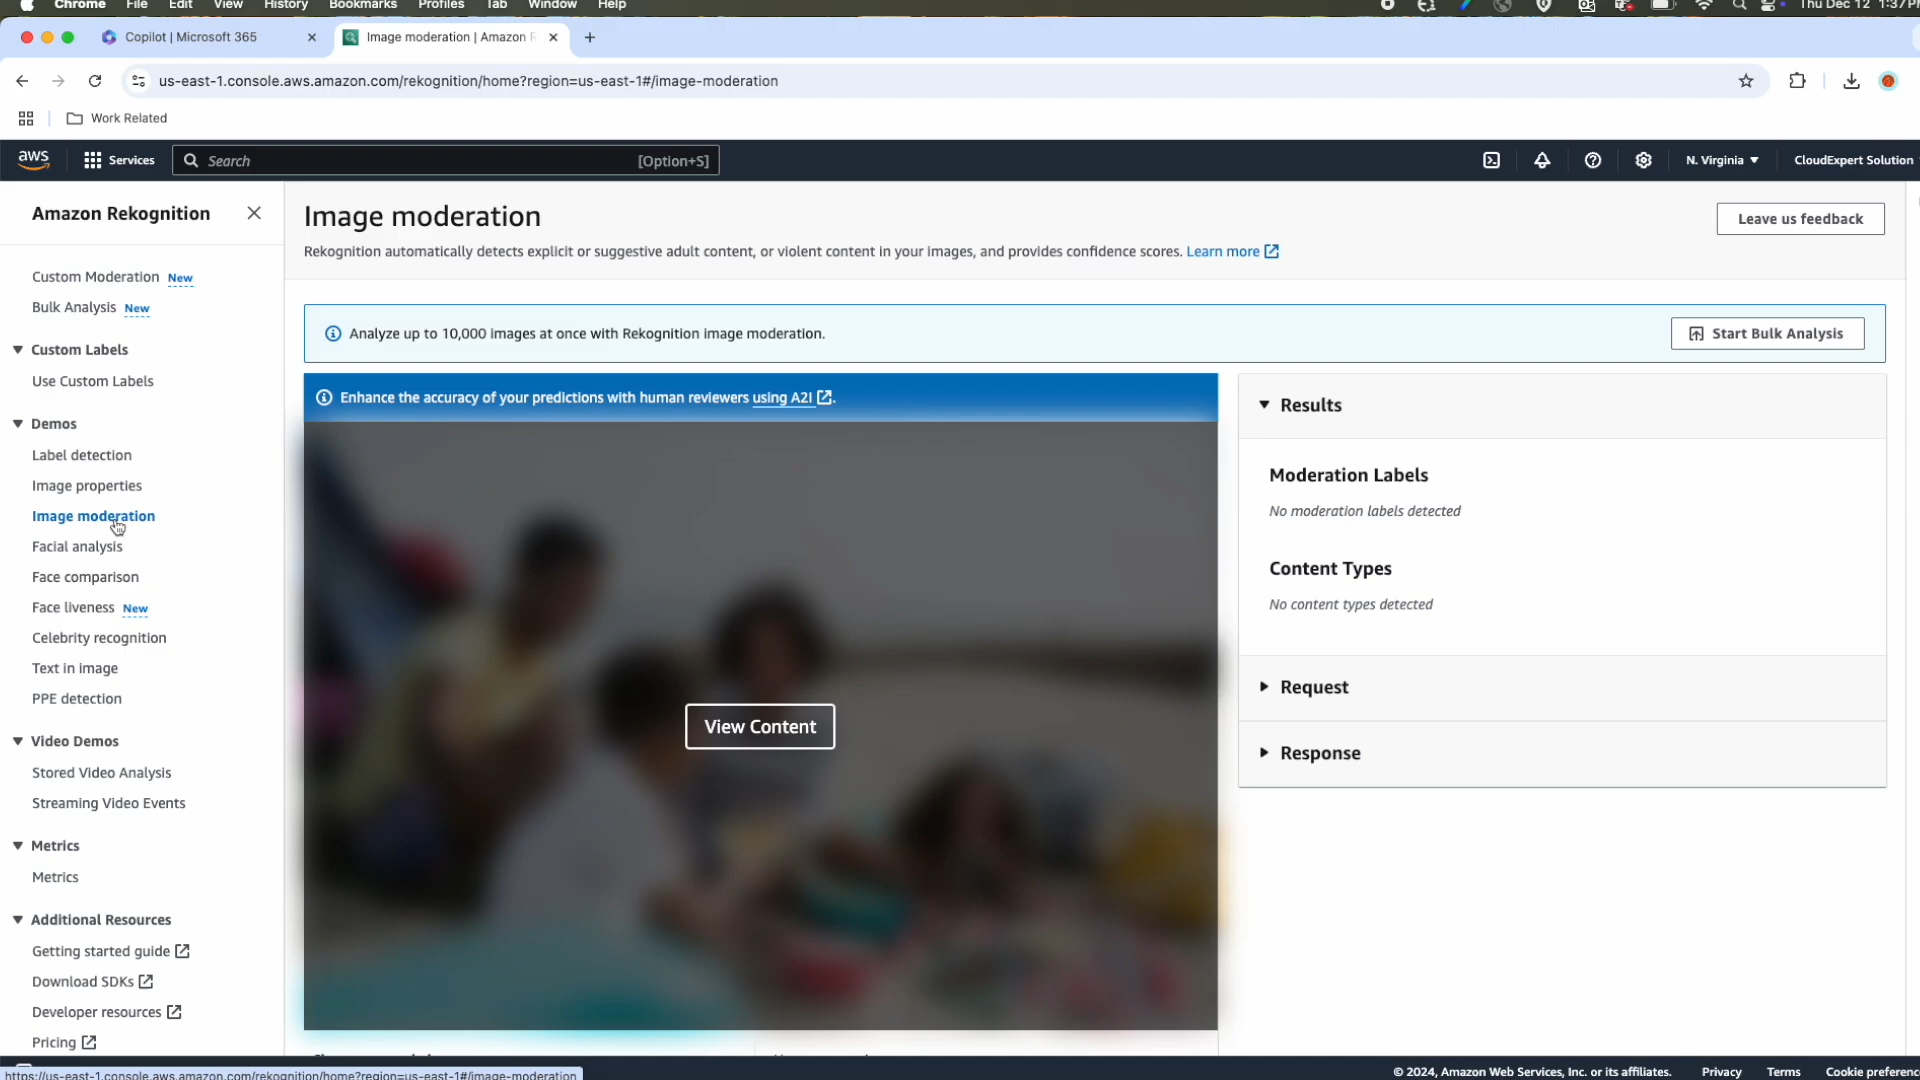 Chrome File Edit View History Bookmarks Profiles Tab Window Help
Thu Dec 12 1:37PM
Copilot | Microsoft 365
Image moderation | Amazon R
us-east-1.console.aws.amazon.com/rekognition/home?region=us-east-1#/image-moderation
Work Related
aws Services Search [Option+S] N. Virginia CloudExpert Solution
Amazon Rekognition
Custom Moderation New
Bulk Analysis New
Custom Labels
Use Custom Labels
Demos
Label detection
Image properties
Image moderation
Facial analysis
Face comparison
Face liveness New
Celebrity recognition
Text in image
PPE detection
Video Demos
Stored Video Analysis
Streaming Video Events
Metrics
Metrics
Additional Resources
Getting started guide
Download SDKs
Developer resources
Pricing
Image moderation
Leave us feedback
Rekognition automatically detects explicit or suggestive adult content, or violent content in your images, and provides confidence scores. Learn more
Analyze up to 10,000 images at once with Rekognition image moderation.
Start Bulk Analysis
Enhance the accuracy of your predictions with human reviewers using A2I.
View Content
Results
Moderation Labels
No moderation labels detected
Content Types
No content types detected
Request
Response
https://us-east-1.console.aws.amazon.com/rekognition/home?region=us-east-1#/image-moderation
© 2024, Amazon Web Services, Inc. or its affiliates. Privacy Terms Cookie preferenc